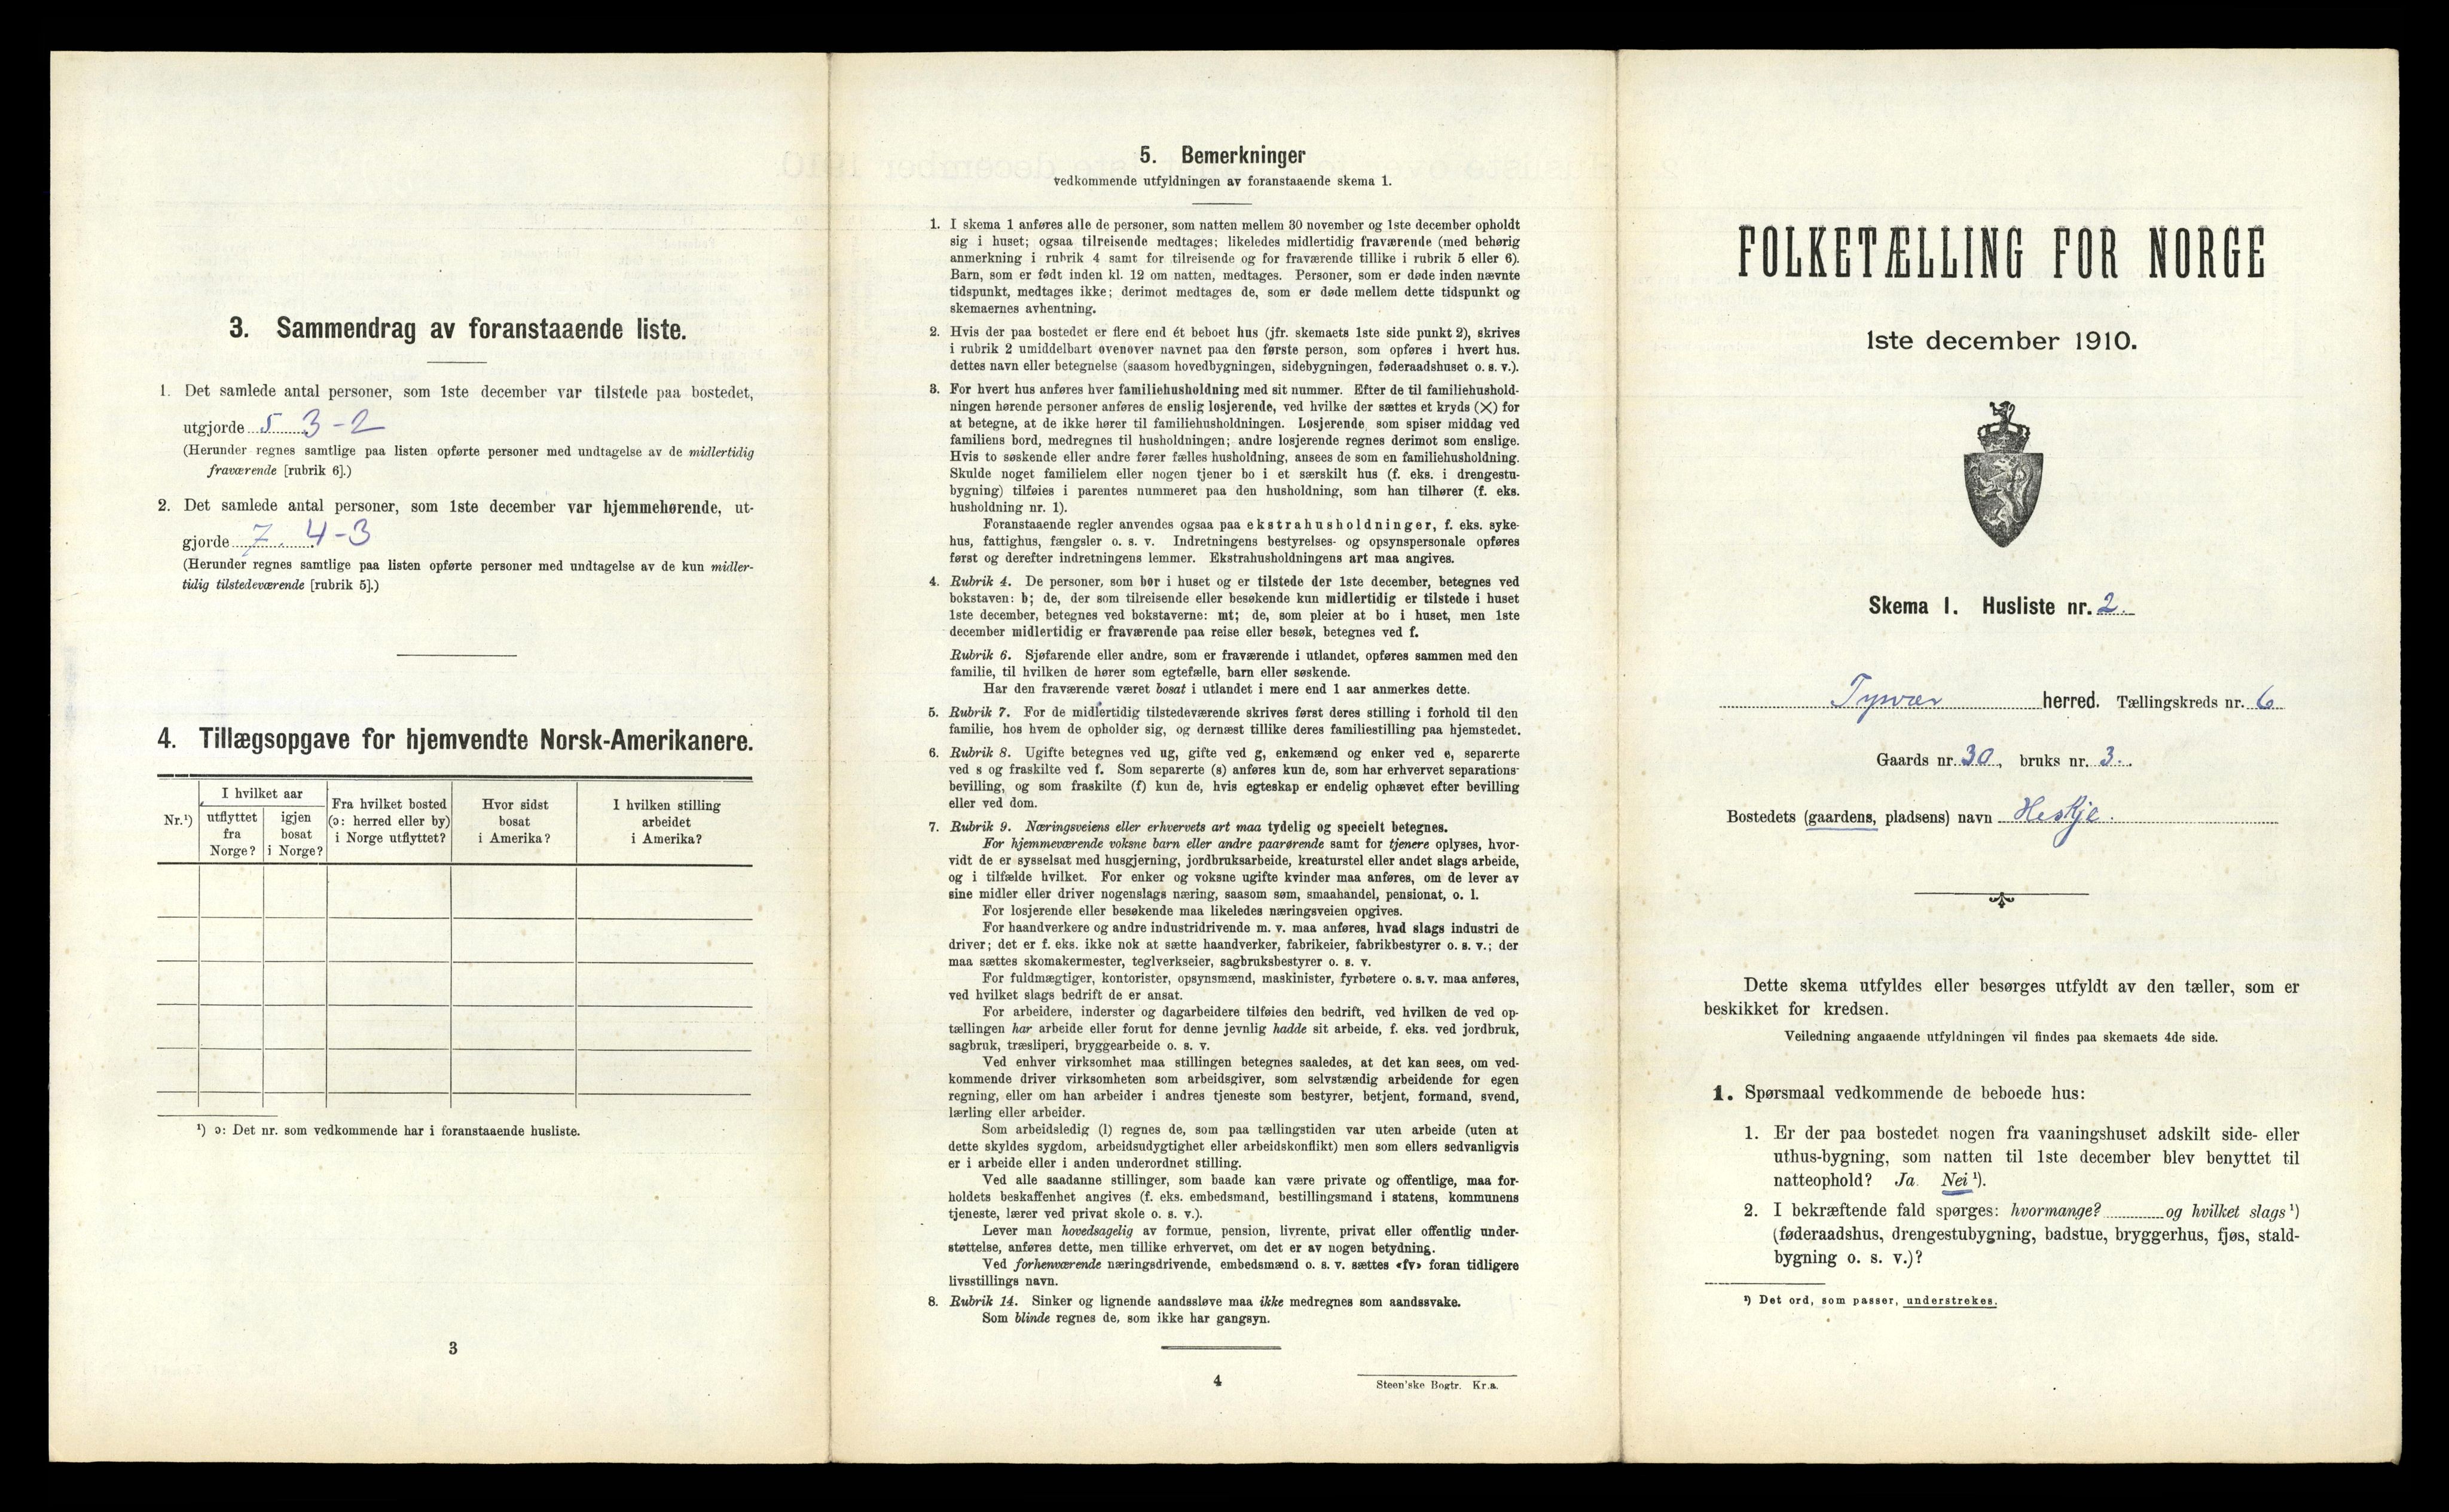 3. Sammendrag av foranstaaende liste.
1. Det samlede antal personer, som 1ste december var tilstede paa bostedet,
utgjorde 5 3-2
(Herunder regnes samtlige paa listen opførte personer med undtagelse av de midlertidig
fraværende [rubrik 6].)
2. Det samlede antal personer, som 1ste december var hjemmehørende, ut-
gjorde 7. 4-3
(Herunder regnes samtlige paa listen opførte personer med undtagelse av de kun midler-
tidig tilstedeværende [rubrik 5].)
4. Tillægsopgave for hjemvendte Norsk-Amerikanere.
Nr.¹)
I hvilket aar
utflyttet
fra
Norge?
igjen
bosat
i Norge?
Fra hvilket bosted
(ɔ: herred eller by)
i Norge utflyttet?
Hvor sidst
bosat
i Amerika?
I hvilken stilling
arbeidet
i Amerika?
¹) ɔ: Det nr. som vedkommende har i foranstaaende husliste.
3
5. Bemerkninger
vedkommende utfyldningen av foranstaaende skema 1.
1. I skema 1 anføres alle de personer, som natten mellem 30 november og 1ste december opholdt
sig i huset; ogsaa tilreisende medtages; likeledes midlertidig fraværende (med behørig
anmerkning i rubrik 4 samt for tilreisende og for fraværende tillike i rubrik 5 eller 6).
Barn, som er født inden kl. 12 om natten, medtages. Personer, som er døde inden nævnte
tidspunkt, medtages ikke; derimot medtages de, som er døde mellem dette tidspunkt og
skemaernes avhentning.
2. Hvis der paa bostedet er flere end ét beboet hus (jfr. skemaets 1ste side punkt 2), skrives
i rubrik 2 umiddelbart ovenover navnet paa den første person, som opføres i hvert hus.
dettes navn eller betegnelse (saasom hovedbygningen, sidebygningen, føderaadshuset o. s. v.).
3. For hvert hus anføres hver familiehusholdning med sit nummer. Efter de til familiehushold-
ningen hørende personer anføres de enslig losjerende, ved hvilke der sættes et kryds (✕) for
at betegne, at de ikke hører til familiehusholdningen. Losjerende, som spiser middag ved
familiens bord, medregnes til husholdningen; andre losjerende regnes derimot som enslige.
Hvis to søskende eller andre fører fælles husholdning, ansees de som en familiehusholdning.
Skulde noget familielem eller nogen tjener bo i et særskilt hus (f. eks. i drengestu-
bygning) tilføies i parentes nummeret paa den husholdning, som han tilhører (f. eks.
husholdning nr. 1).
Foranstaaende regler anvendes ogsaa paa ekstrahusholdninger, f. eks. syke-
hus, fattighus, fængsler o. s. v. Indretningens bestyrelses- og opsynspersonale opføres
først og derefter indretningens lemmer. Ekstrahusholdningens art maa angives.
4. Rubrik 4. De personer, som bor i huset og er tilstede der 1ste december, betegnes ved
bokstaven: b; de, der som tilreisende eller besøkende kun midlertidig er tilstede i huset
1ste december, betegnes ved bokstaverne: mt; de, som pleier at bo i huset, men 1ste
december midlertidig er fraværende paa reise eller besøk, betegnes ved f.
Rubrik 6. Sjøfarende eller andre, som er fraværende i utlandet, opføres sammen med den
familie, til hvilken de hører som egtefælle, barn eller søskende.
Har den fraværende været bosat i utlandet i mere end 1 aar anmerkes dette.
5. Rubrik 7. For de midlertidig tilstedeværende skrives først deres stilling i forhold til den
familie, hos hvem de opholder sig, og dernæst tillike deres familiestilling paa hjemstedet.
6. Rubrik 8. Ugifte betegnes ved ug, gifte ved g, enkemænd og enker ved e, separerte
ved s og fraskilte ved f. Som separerte (s) anføres kun de, som har erhvervet separations-
bevilling, og som fraskilte (f) kun de, hvis egteskap er endelig ophævet efter bevilling
eller ved dom.
7. Rubrik 9. Næringsveiens eller erhvervets art maa tydelig og specielt betegnes.
For hjemmeværende voksne barn eller andre paarørende samt for tjenere oplyses, hvor-
vidt de er sysselsat med husgjerning, jordbruksarbeide, kreaturstel eller andet slags arbeide,
og i tilfælde hvilket. For enker og voksne ugifte kvinder maa anføres, om de lever av
sine midler eller driver nogenslags næring, saasom søm, smaahandel, pensionat, o. l.
For losjerende eller besøkende maa likeledes næringsveien opgives.
For haandverkere og andre industridrivende m. v. maa anføres, hvad slags industri de
driver; det er f. eks. ikke nok at sætte haandverker, fabrikeier, fabrikbestyrer o. s. v.; der
maa sættes skomakermester, teglverkseier, sagbruksbestyrer o. s. v.
For fuldmægtiger, kontorister, opsynsmænd, maskinister, fyrbøtere o. s. v. maa anføres,
ved hvilket slags bedrift de er ansat.
For arbeidere, inderster og dagarbeidere tilføies den bedrift, ved hvilken de ved op-
tællingen har arbeide eller forut for denne jevnlig hadde sit arbeide, f. eks. ved jordbruk,
sagbruk, træsliperi, bryggearbeide o. s. v.
Ved enhver virksomhet maa stillingen betegnes saaledes, at det kan sees, om ved-
kommende driver virksomheten som arbeidsgiver, som selvstændig arbeidende for egen
regning, eller om han arbeider i andres tjeneste som bestyrer, betjent, formand, svend,
lærling eller arbeider.
Som arbeidsledig (l) regnes de, som paa tællingstiden var uten arbeide (uten at
dette skyldes sygdom, arbeidsudygtighet eller arbeidskonflikt) men som ellers sedvanligvis
er i arbeide eller i anden underordnet stilling.
Ved alle saadanne stillinger, som baade kan være private og offentlige, maa for-
holdets beskaffenhet angives (f. eks. embedsmand, bestillingsmand i statens, kommunens
tjeneste, lærer ved privat skole o. s. v.).
Lever man hovedsagelig av formue, pension, livrente, privat eller offentlig under-
støttelse, anføres dette, men tillike erhvervet, om det er av nogen betydning.
Ved forhenværende næringsdrivende, embedsmænd o. s. v. sættes «fv» foran tidligere
livsstillings navn.
8. Rubrik 14. Sinker og lignende aandssløve maa ikke medregnes som aandssvake.
Som blinde regnes de, som ikke har gangsyn.
4
Steen'ske Bogtr. Kr.a.
FOLKETÆLLING FOR NORGE
1ste december 1910.
Skema 1. Husliste nr. 2.
Tysvær herred. Tællingskreds nr. 6
Gaards nr. 30, bruks nr. 3.
Bostedets (gaardens, pladsens) navn Heskje.
Dette skema utfyldes eller besørges utfyldt av den tæller, som er
beskikket for kredsen.
Veiledning angaaende utfyldningen vil findes paa skemaets 4de side.
1. Spørsmaal vedkommende de beboede hus:
1. Er der paa bostedet nogen fra vaaningshuset adskilt side- eller
uthus-bygning, som natten til 1ste december blev benyttet til
natteophold? Ja. Nei ¹).
2. I bekræftende fald spørges: hvormange? og hvilket slags ¹)
(føderaadshus, drengestubygning, badstue, bryggerhus, fjøs, stald-
bygning o. s. v.)?
¹) Det ord, som passer, understrekes.